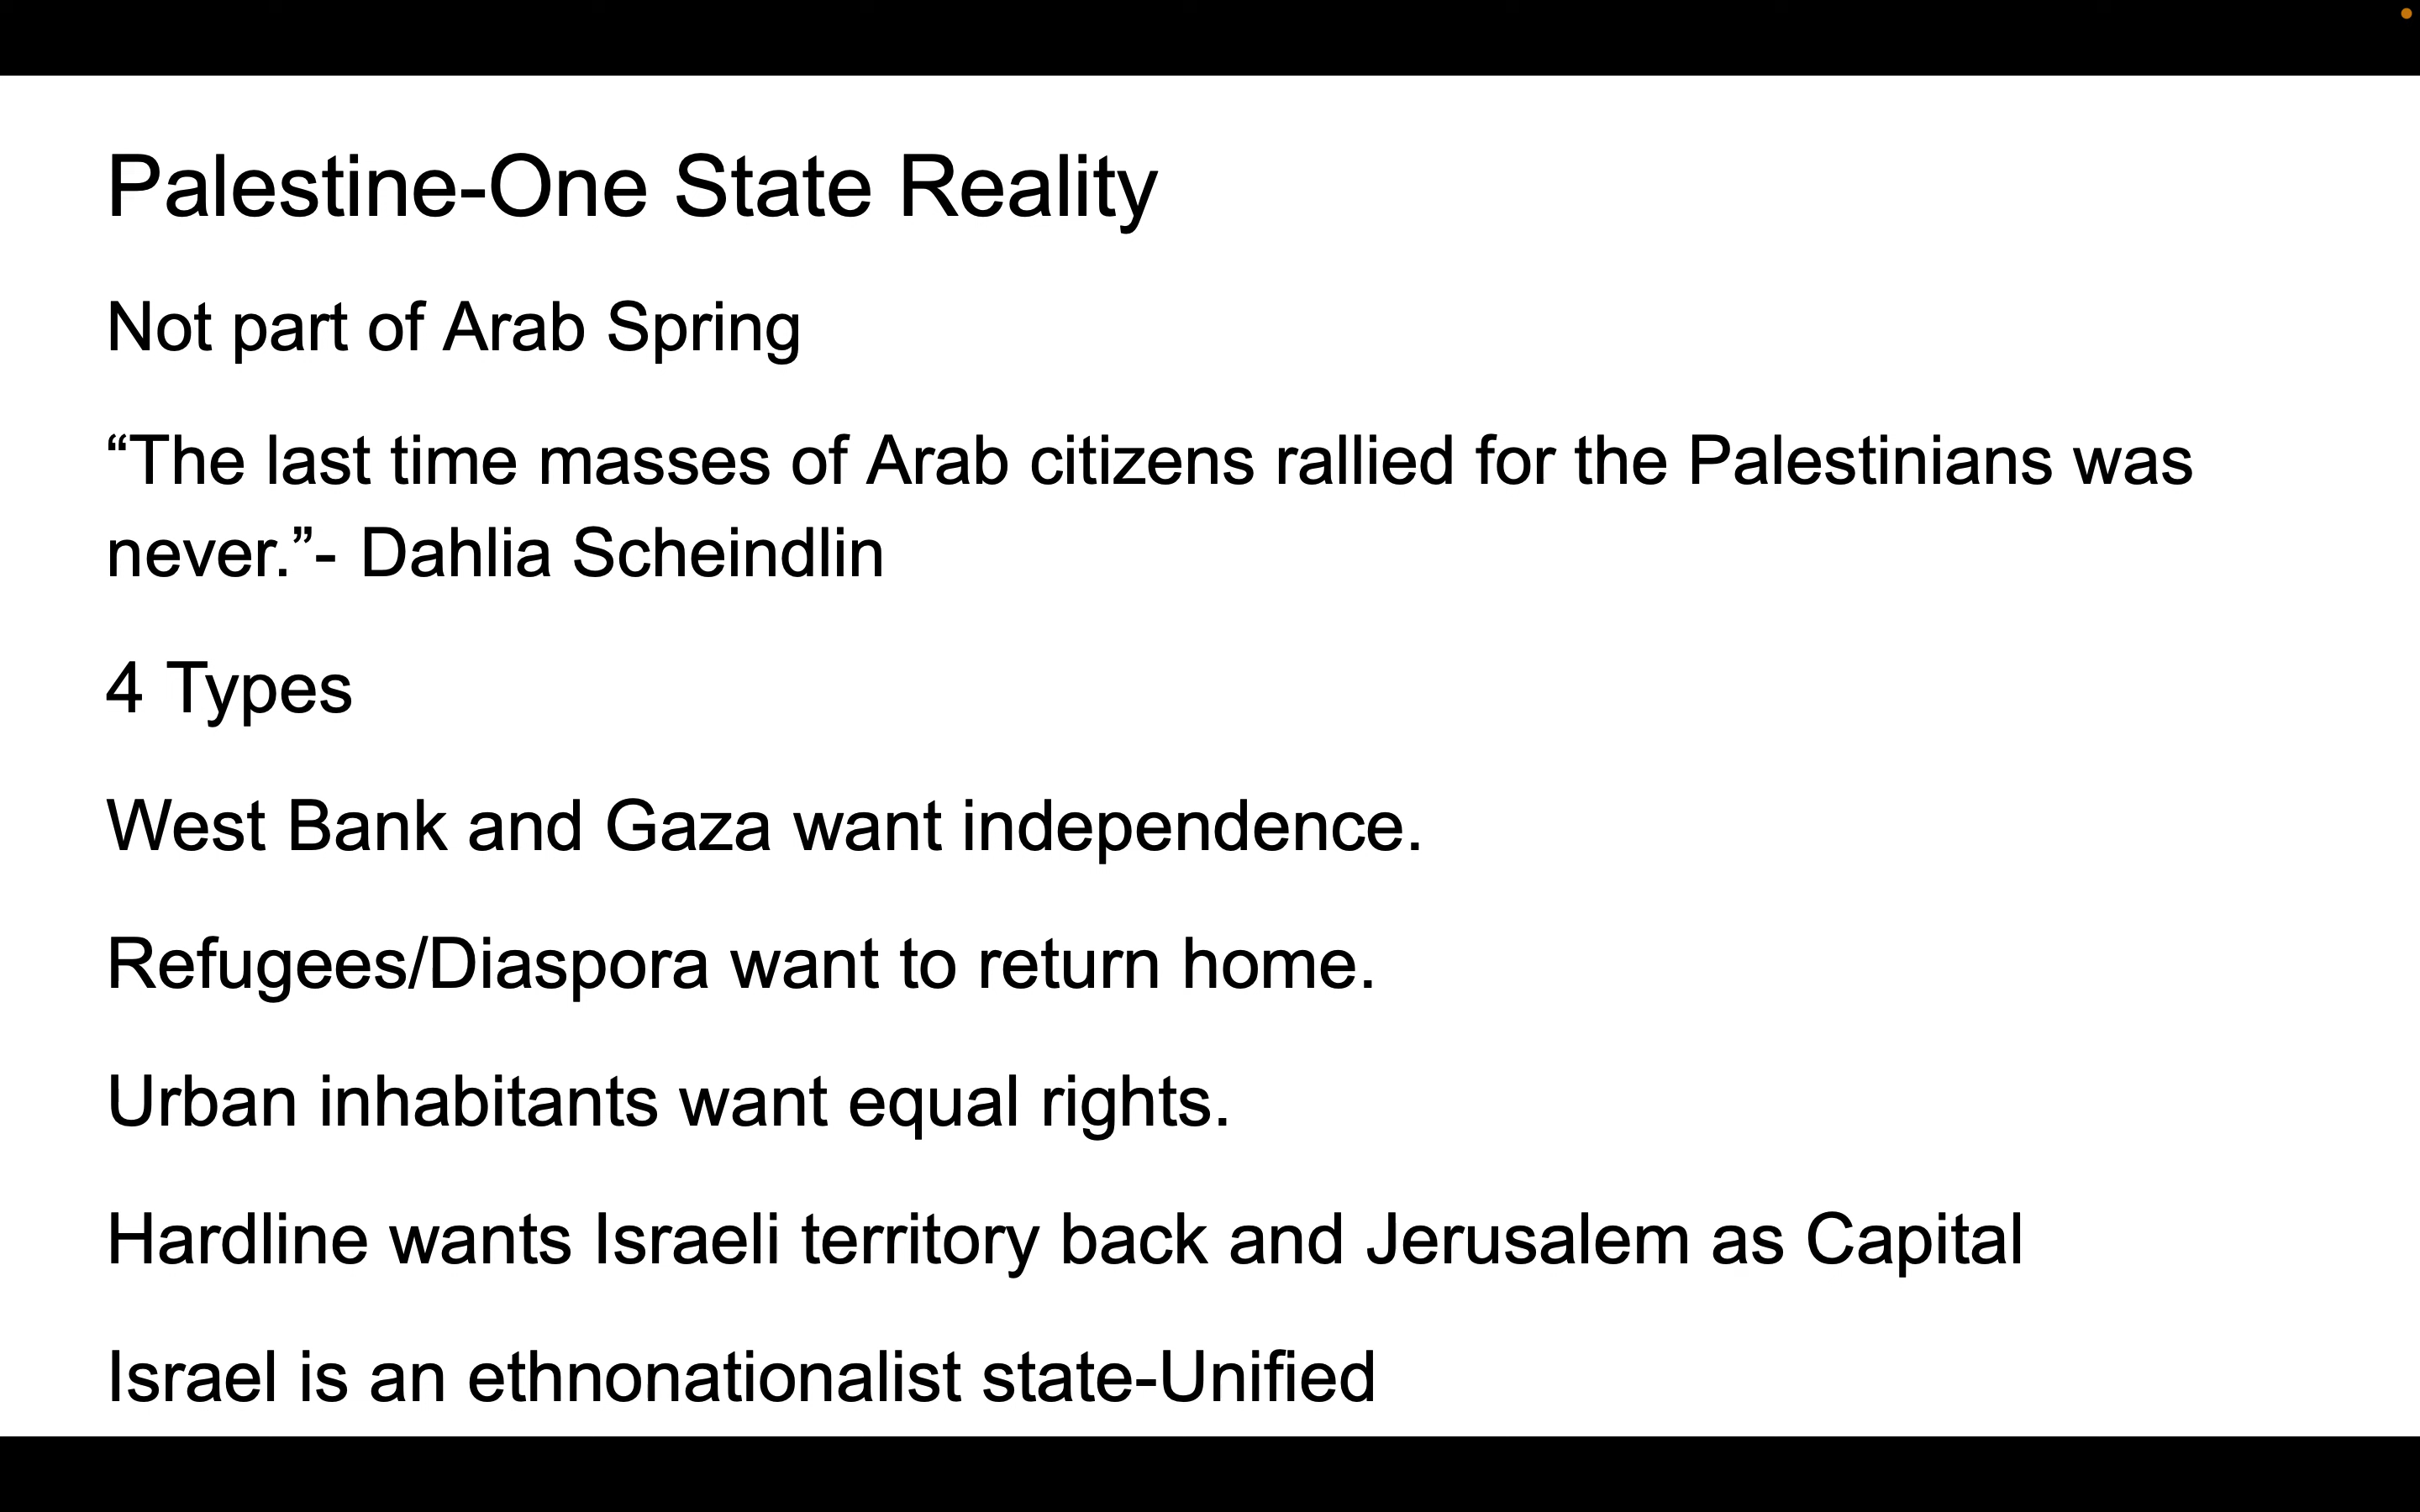 Palestine-One State Reality
Not part of Arab Spring
“The last time masses of Arab citizens rallied for the Palestinians was
never.”- Dahlia Scheindlin
4 Types
West Bank and Gaza want independence.
Refugees/Diaspora want to return home.
Urban inhabitants want equal rights.
Hardline wants Israeli territory back and Jerusalem as Capital
Israel is an ethnonationalist state-Unified